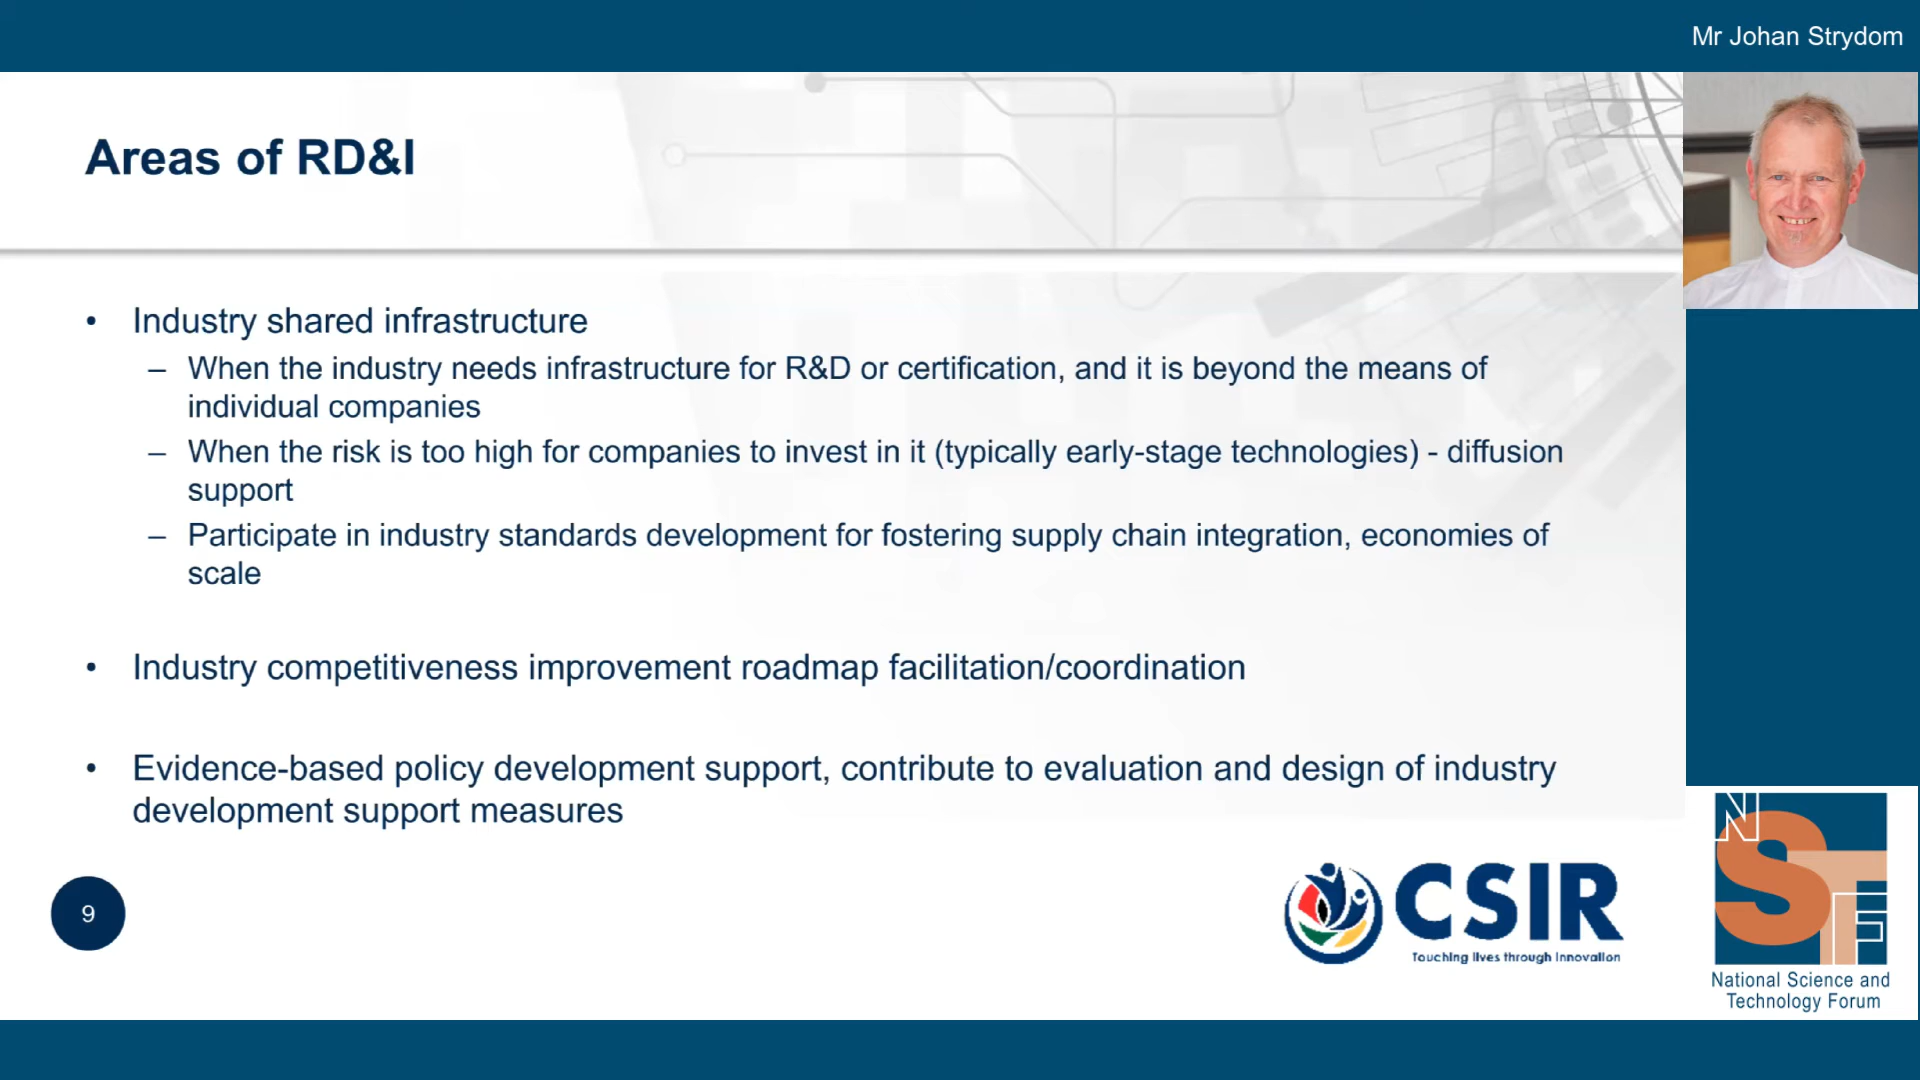 Mr Johan Strydom
Areas of RD&I
• Industry shared infrastructure
– When the industry needs infrastructure for R&D or certification, and it is beyond the means of
individual companies
– When the risk is too high for companies to invest in it (typically early-stage technologies) - diffusion
support
– Participate in industry standards development for fostering supply chain integration, economies of
scale
• Industry competitiveness improvement roadmap facilitation/coordination
• Evidence-based policy development support, contribute to evaluation and design of industry
development support measures
9
CSIR
Touching lives through innovation
NSTF
National Science and
Technology Forum